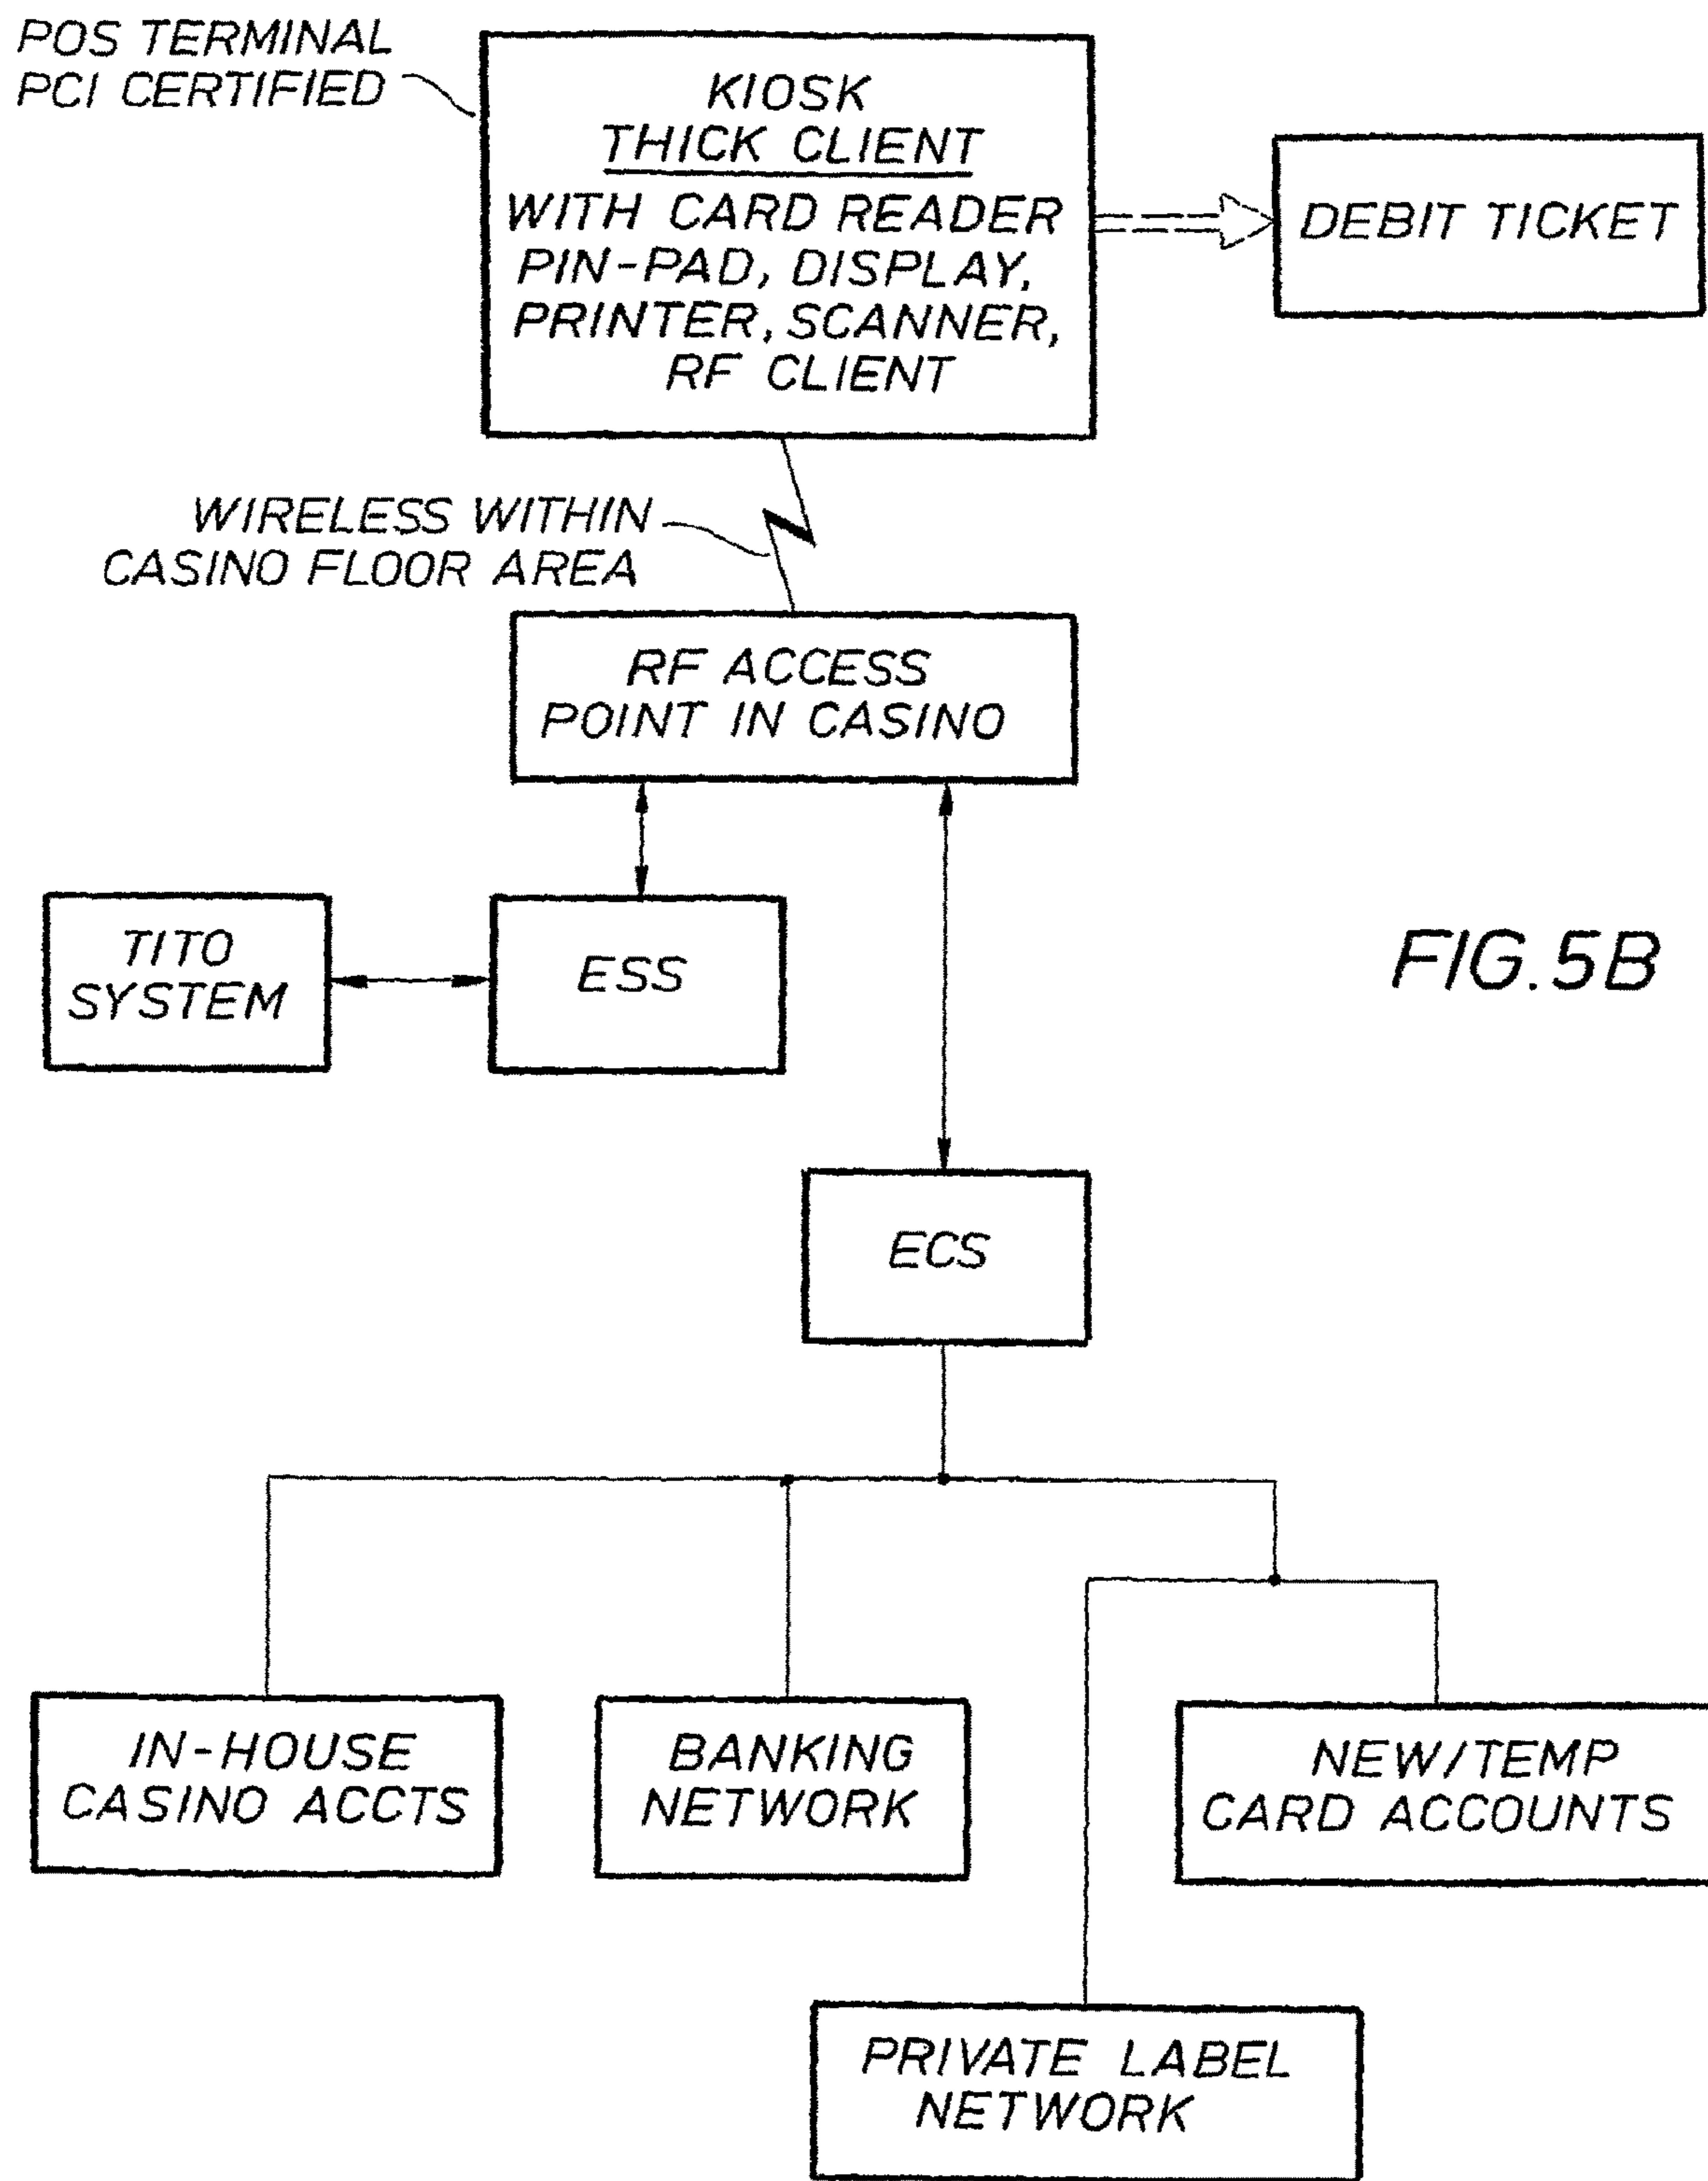 POS TERMINAL
PCI CERTIFIED
KIOSK
THICK CLIENT
WITH CARD READER
PIN-PAD, DISPLAY,
PRINTER, SCANNER,
RF CLIENT
DEBIT TICKET
WIRELESS WITHIN
CASINO FLOOR AREA
RF ACCESS
POINT IN CASINO
TITO
SYSTEM
ESS
FIG.5B
ECS
IN-HOUSE
CASINO ACCTS
BANKING
NETWORK
NEW/TEMP
CARD ACCOUNTS
PRIVATE LABEL
NETWORK